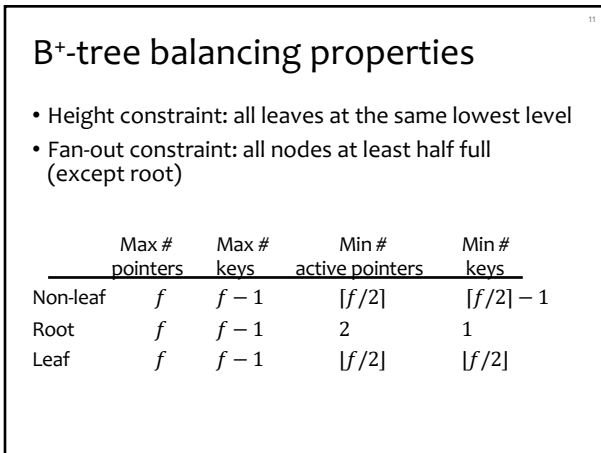 11
B⁺-tree balancing properties
• Height constraint: all leaves at the same lowest level
• Fan-out constraint: all nodes at least half full
(except root)
Max # Max # Min # Min #
pointers keys active pointers keys
Non-leaf f f − 1 ⌈f/2⌉ ⌈f/2⌉ − 1
Root f f − 1 2 1
Leaf f f − 1 ⌊f/2⌋ ⌊f/2⌋